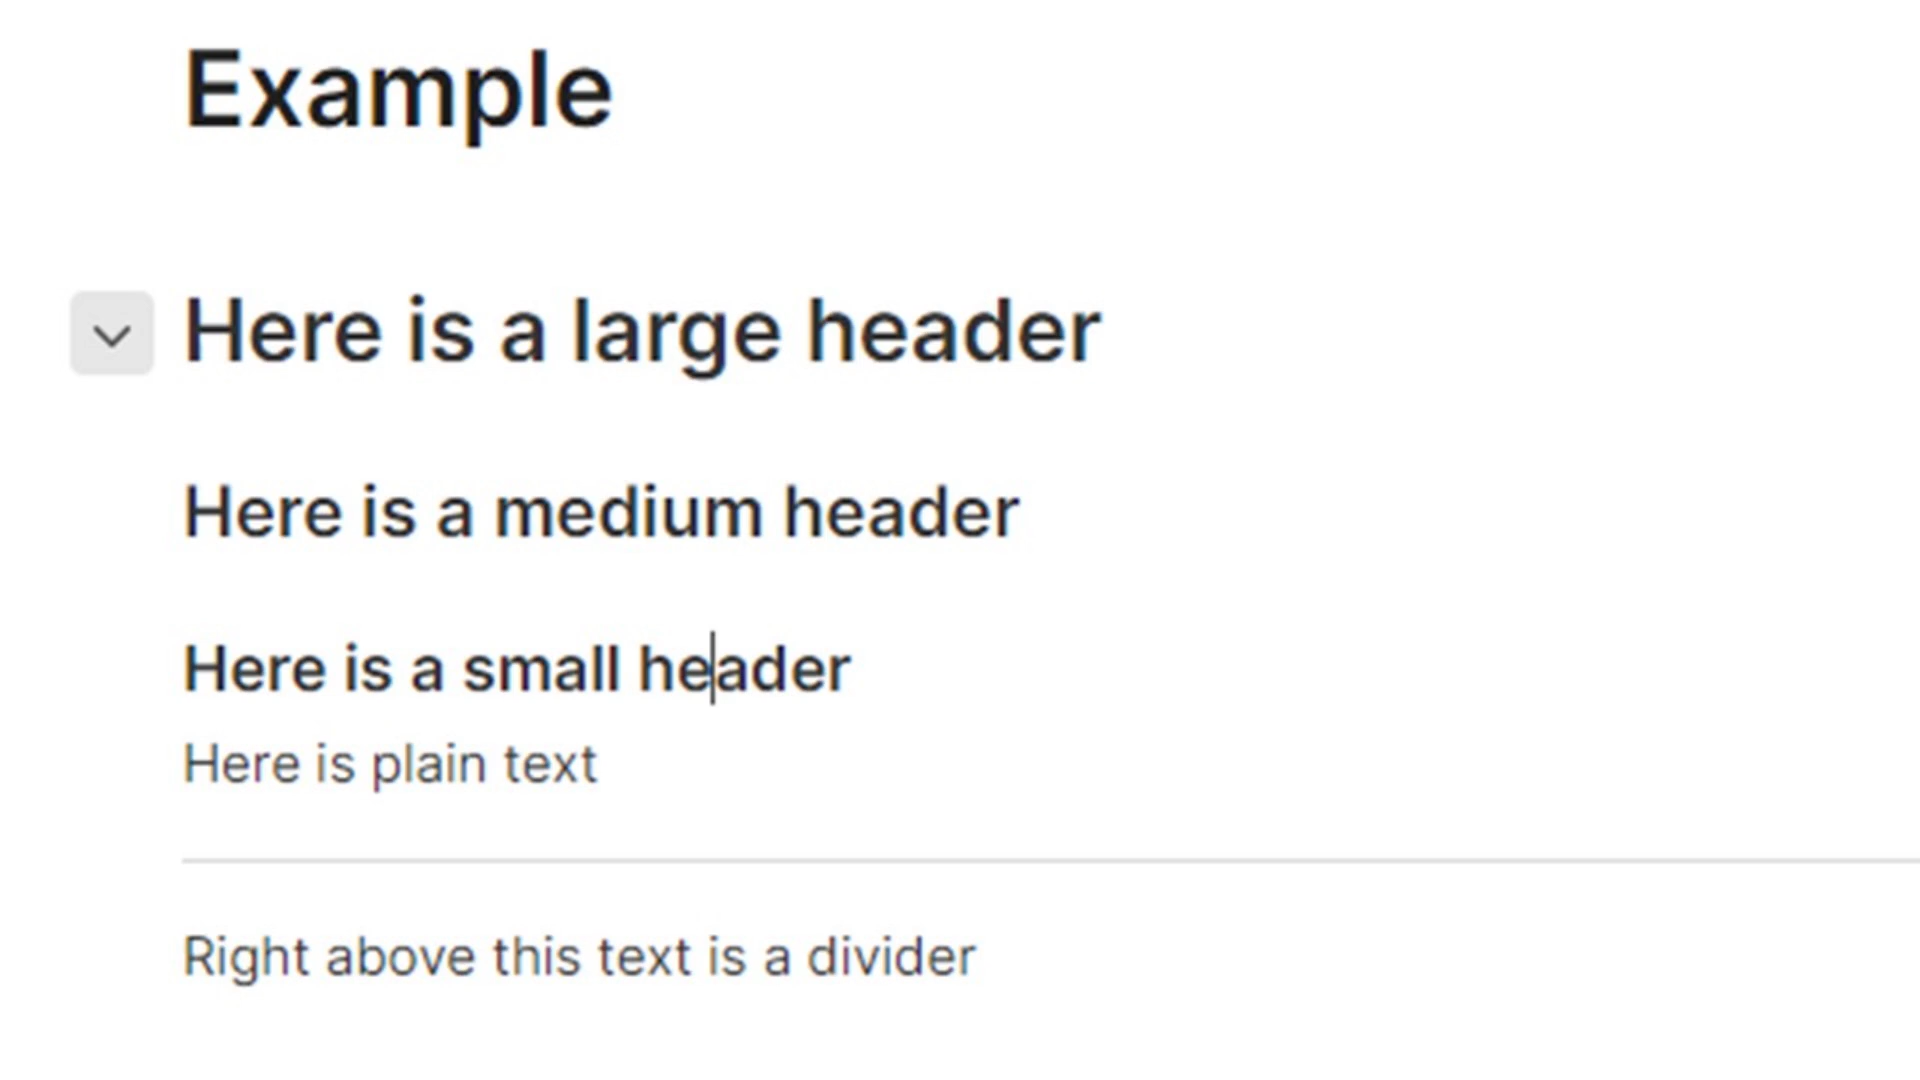 Example
Here is a large header
Here is a medium header
Here is a small header
Here is plain text
Right above this text is a divider